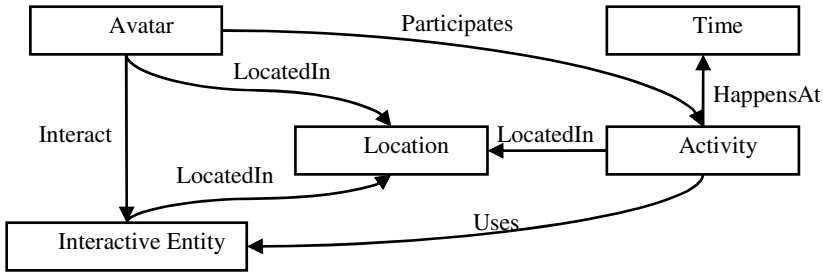 Avatar
Participates
Time
LocatedIn
HappensAt
Interact
Location
LocatedIn
Activity
LocatedIn
Uses
Interactive Entity